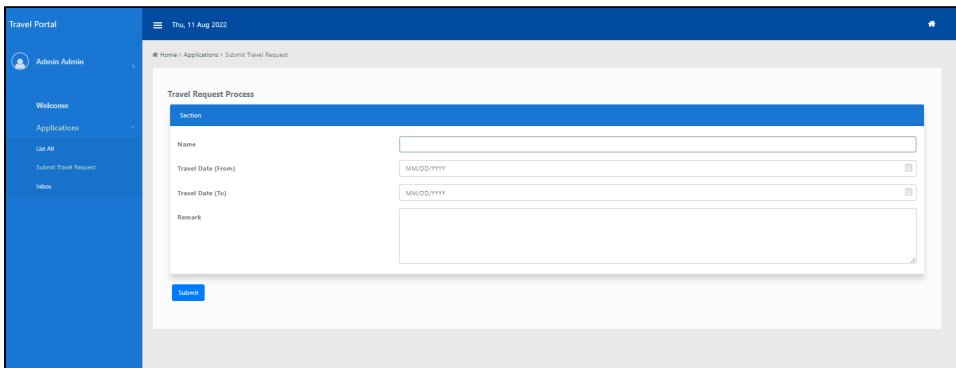 Travel Portal
Thu, 11 Aug 2022
Admin Admin
Home › Applications › Submit Travel Request
Welcome
Applications
List All
Submit Travel Request
Inbox
Travel Request Process
Section
Name
Travel Date (From)
MM/DD/YYYY
Travel Date (To)
MM/DD/YYYY
Remark
Submit